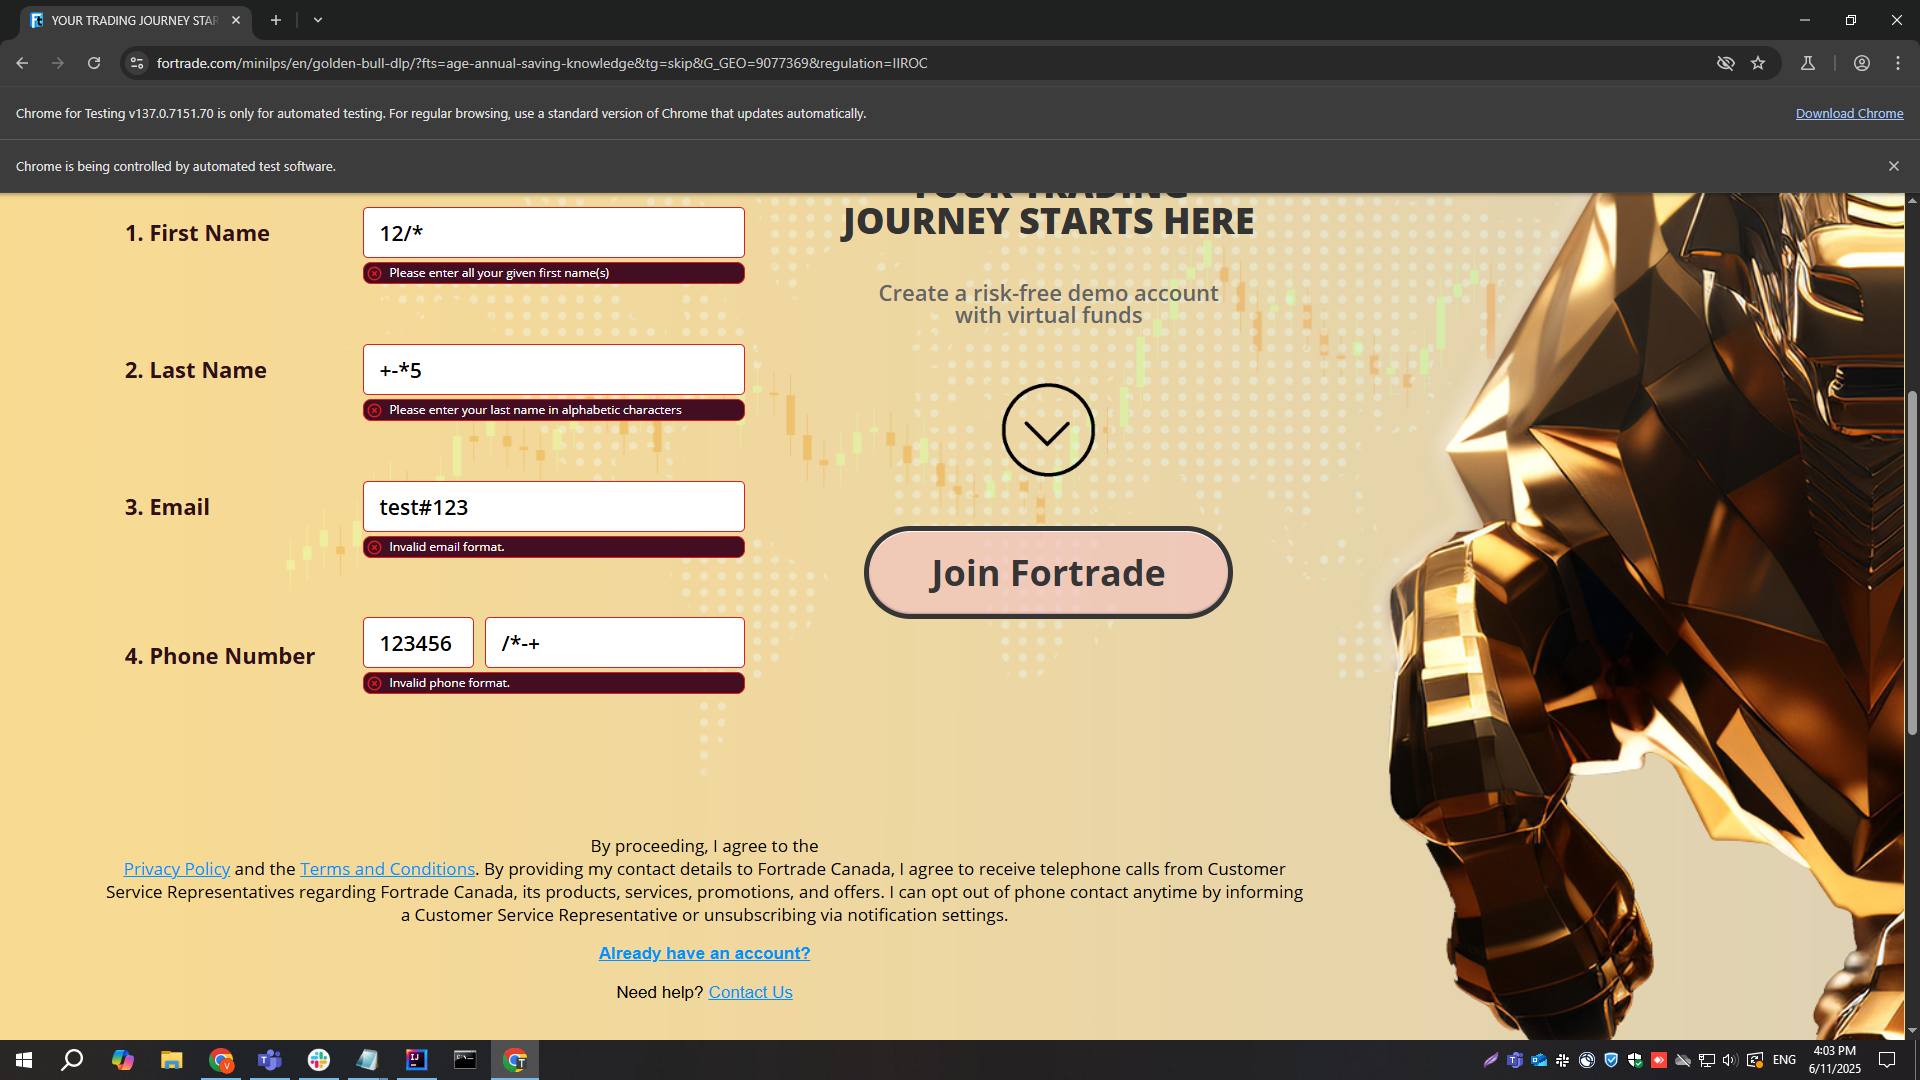 YOUR TRADING JOURNEY STAR
fortrade.com/minilps/en/golden-bull-dlp/?fts=age-annual-saving-knowledge&tg=skip&G_GEO=9077369&regulation=IIROC
Chrome for Testing v137.0.7151.70 is only for automated testing. For regular browsing, use a standard version of Chrome that updates automatically.
Download Chrome
Chrome is being controlled by automated test software.
1. First Name
12/*
Please enter all your given first name(s)
2. Last Name
+-*5
Please enter your last name in alphabetic characters
3. Email
test#123
Invalid email format.
4. Phone Number
123456
/*-+
Invalid phone format.
YOUR TRADING
JOURNEY STARTS HERE
Create a risk-free demo account
with virtual funds
Join Fortrade
By proceeding, I agree to the
Privacy Policy and the Terms and Conditions. By providing my contact details to Fortrade Canada, I agree to receive telephone calls from Customer
Service Representatives regarding Fortrade Canada, its products, services, promotions, and offers. I can opt out of phone contact anytime by informing
a Customer Service Representative or unsubscribing via notification settings.
Already have an account?
Need help? Contact Us
ENG
4:03 PM
6/11/2025